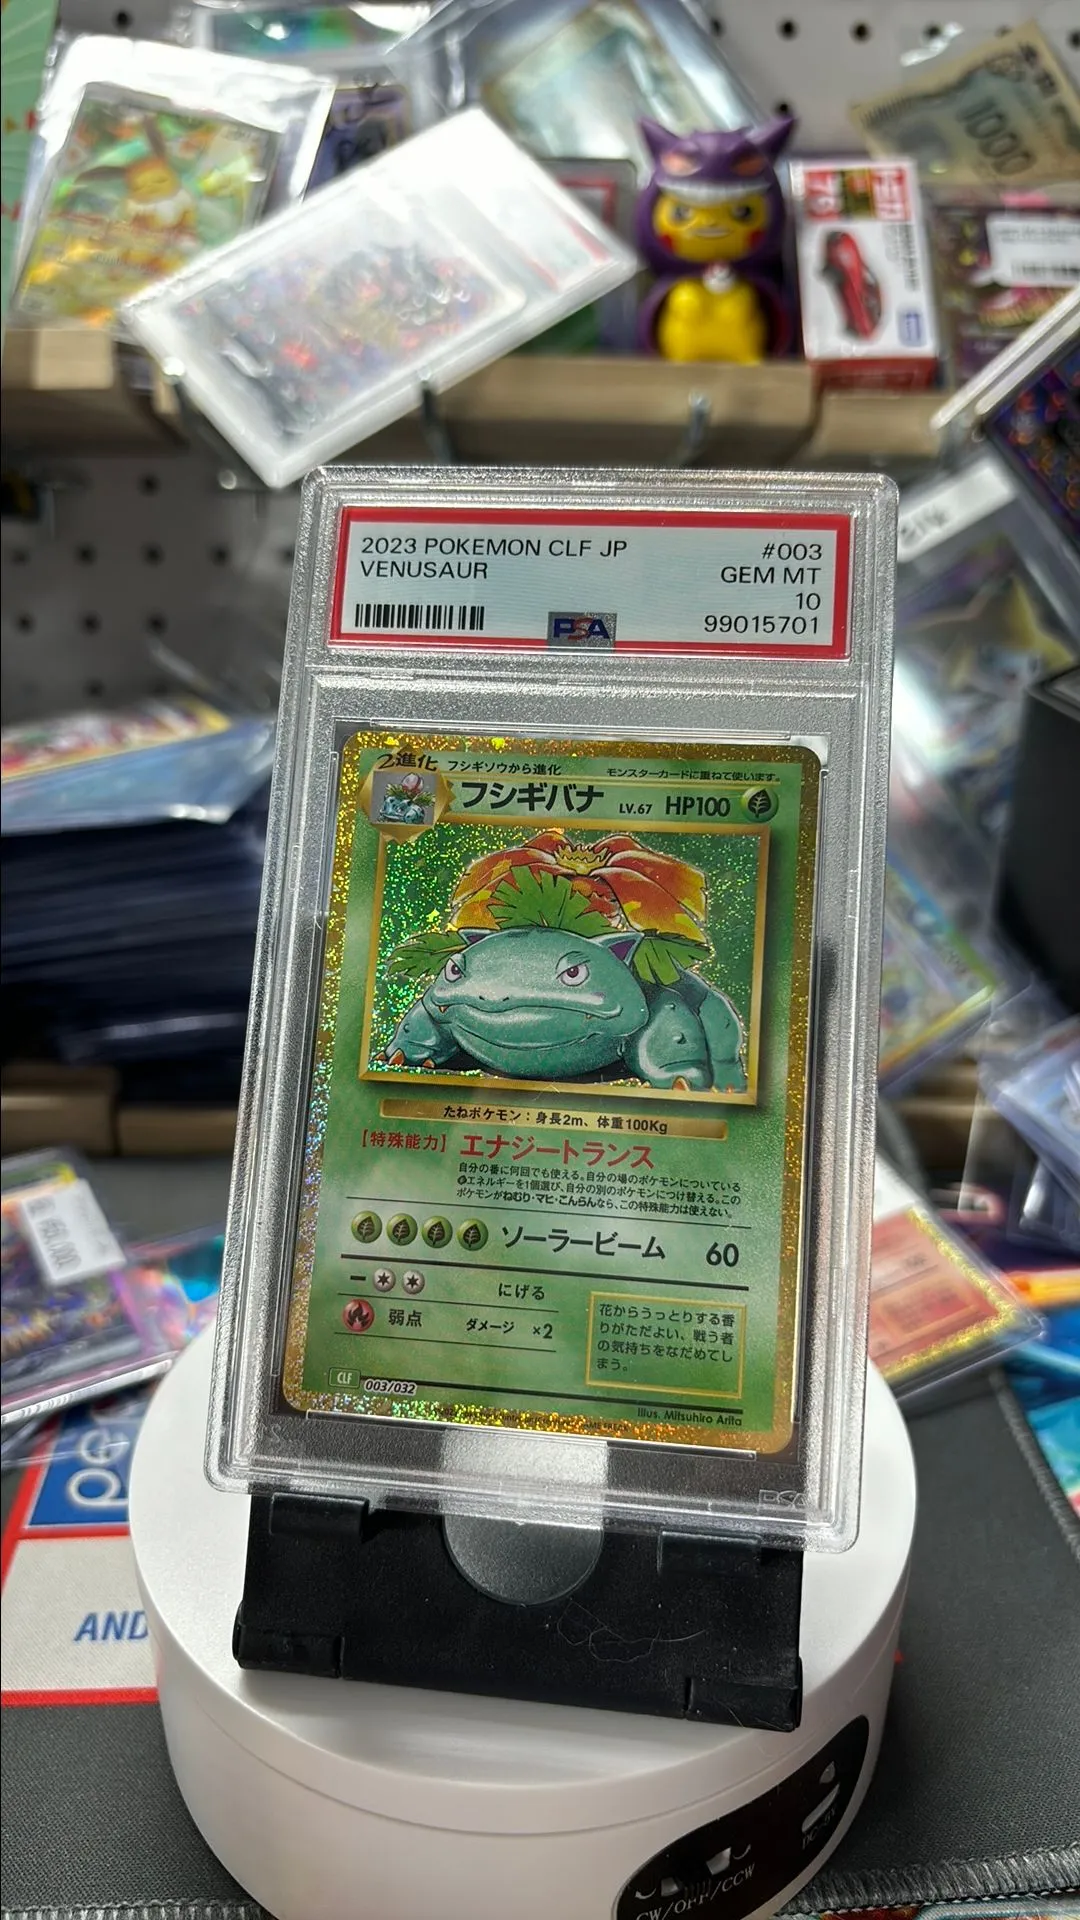 1000
2023 POKEMON CLF JP #003
VENUSAUR GEM MT
10
PSA 99015701
2進化 フシギソウから進化 モンスターカードに重ねて使います。
フシギバナ LV.67 HP100
たねポケモン：身長2m、体重100Kg
【特殊能力】 エナジートランス
自分の番に何回でも使える。自分の場のポケモンについている
エネルギーを1個選び、自分の別のポケモンにつけ替える。この
ポケモンがねむり・マヒ・こんらんなら、この特殊能力は使えない。
ソーラービーム 60
ー にげる
弱点 ダメージ ×2
花からうっとりする香
りがただよい、戦う者
の気持ちをなだめてし
まう。
CLF 003/032
Illus. Mitsuhiro Arita
PSA
AND
DC-5V
CW/OFF/CCW